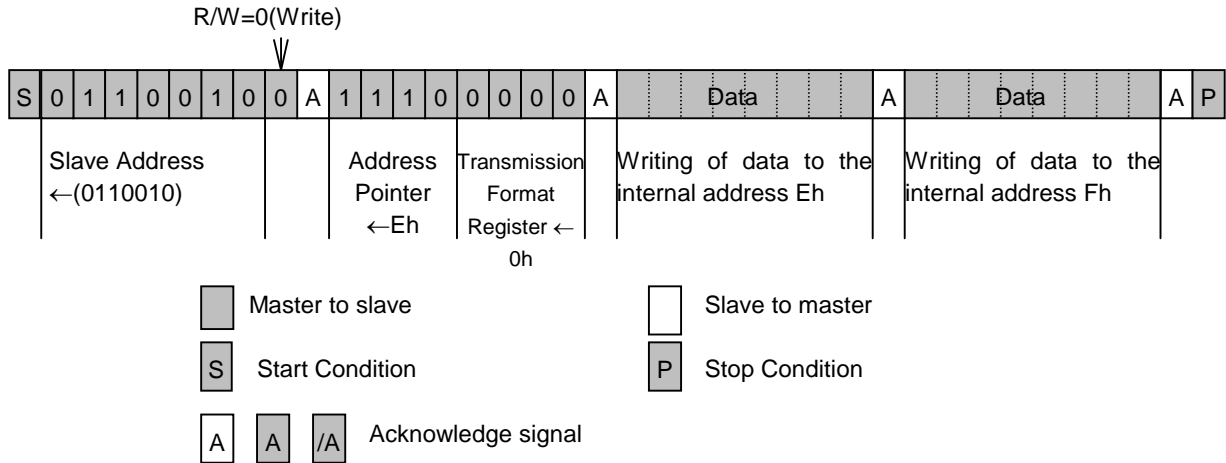 R/W=0(Write)
S 0 1 1 0 0 1 0 0 A 1 1 1 0 0 0 0 0 A Data A Data A P
Slave Address
←(0110010)
Address
Pointer
←Eh
Transmission
Format
Register ←
0h
Writing of data to the
internal address Eh
Writing of data to the
internal address Fh
Master to slave
Slave to master
S Start Condition
P Stop Condition
A A /A Acknowledge signal